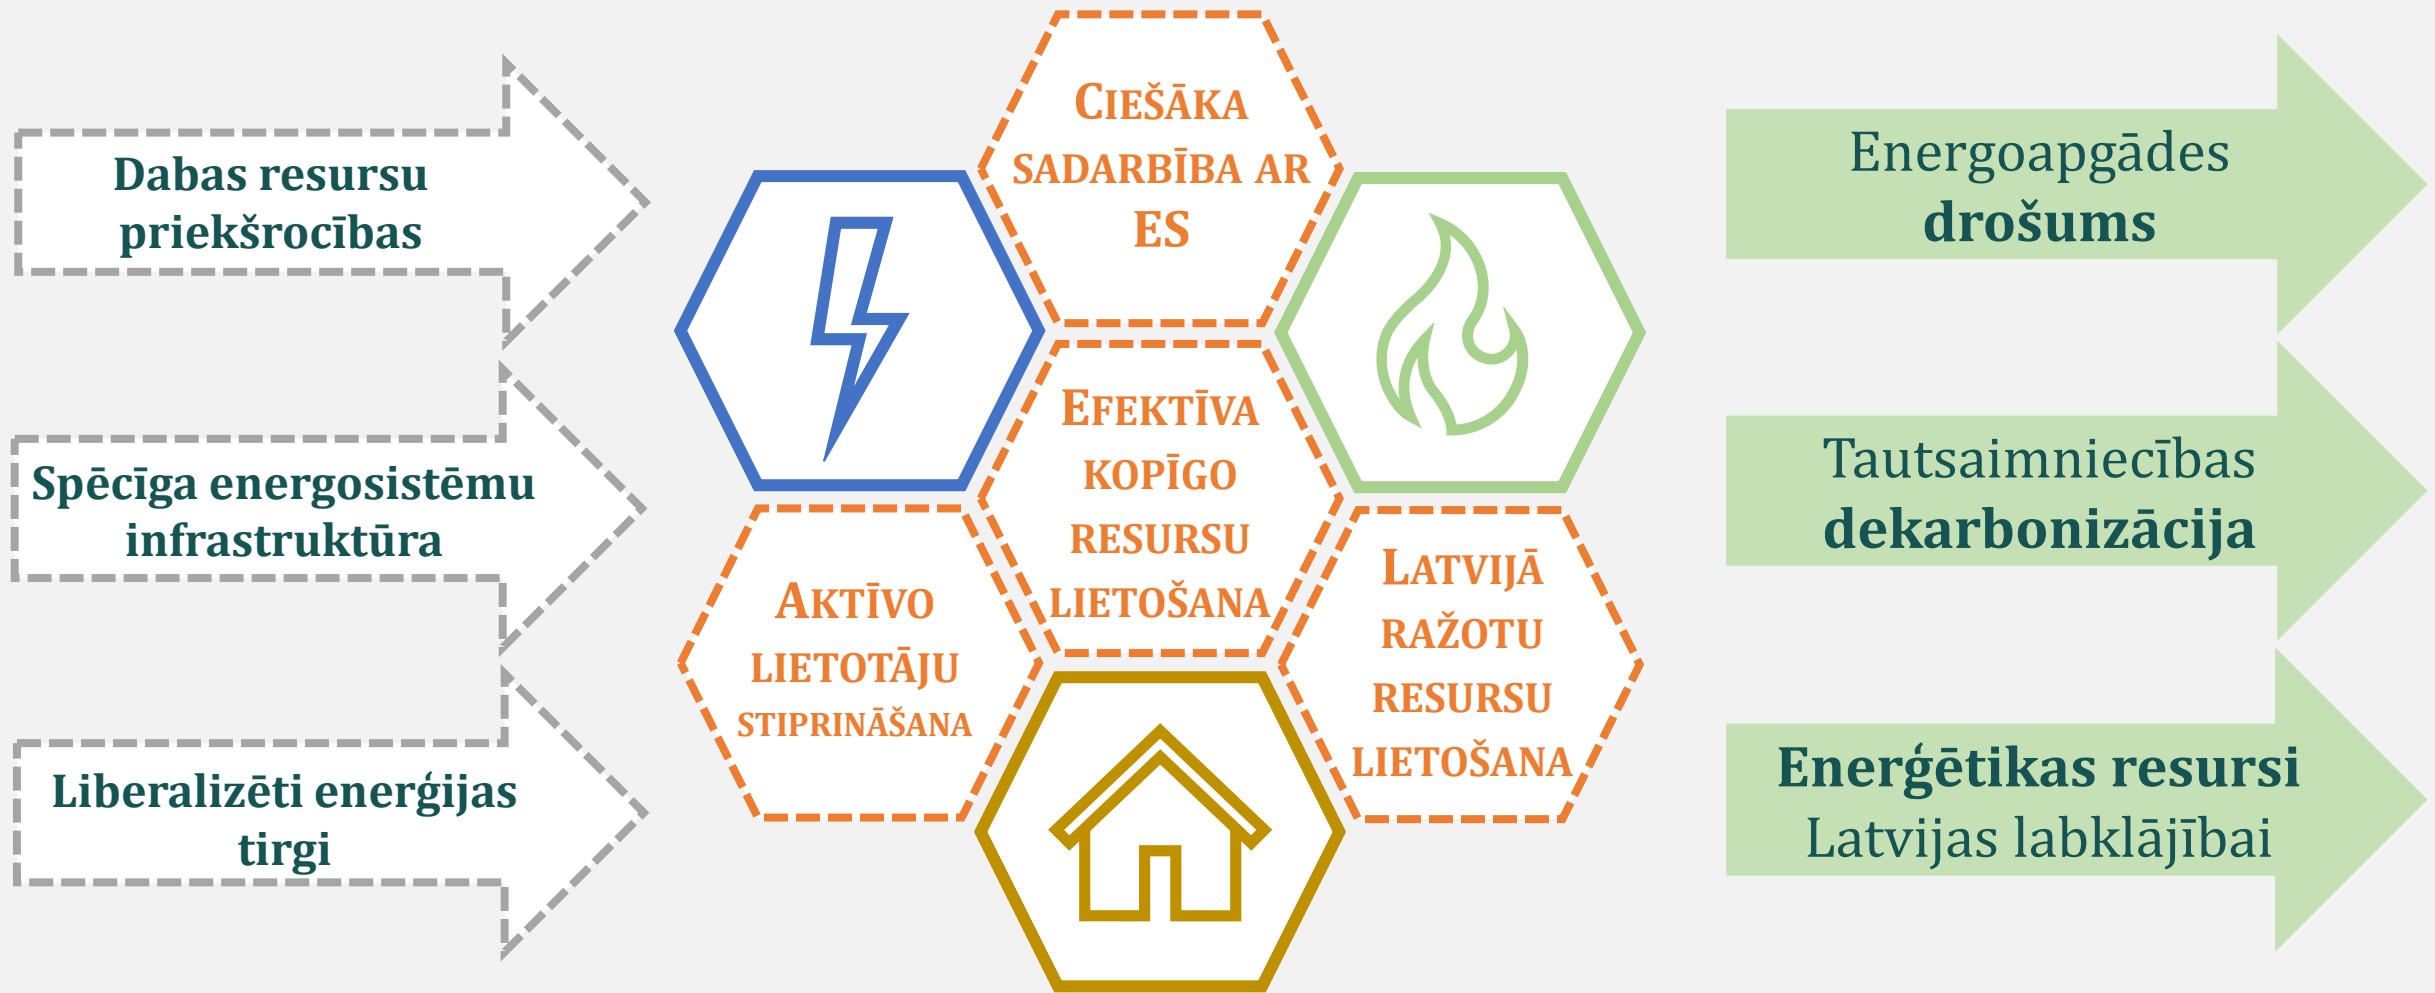 Dabas resursu
priekšrocības
Spēcīga energosistēmu
infrastruktūra
Liberalizēti enerģijas
tirgi
CIEŠĀKA
SADARBĪBA AR
ES
EFEKTĪVA
KOPĪGO
RESURSU
LIETOŠANA
AKTĪVO
LIETOTĀJU
STIPRINĀŠANA
LATVIJĀ
RAŽOTU
RESURSU
LIETOŠANA
Energoapgādes
drošums
Tautsaimniecības
dekarbonizācija
Enerģētikas resursi
Latvijas labklājībai